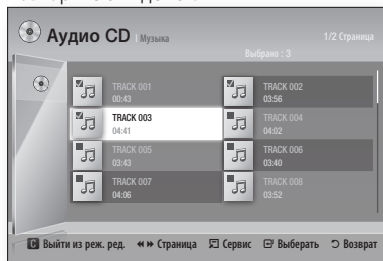 Аудио CD | Музыка
1/2 Страница
Выбрано : 3
TRACK 001
00:43
TRACK 002
03:56
TRACK 003
04:41
TRACK 004
04:02
TRACK 005
03:43
TRACK 006
03:40
TRACK 007
04:06
TRACK 008
03:52
C Выйти из реж. ред. Страница Сервис Выберать Возврат